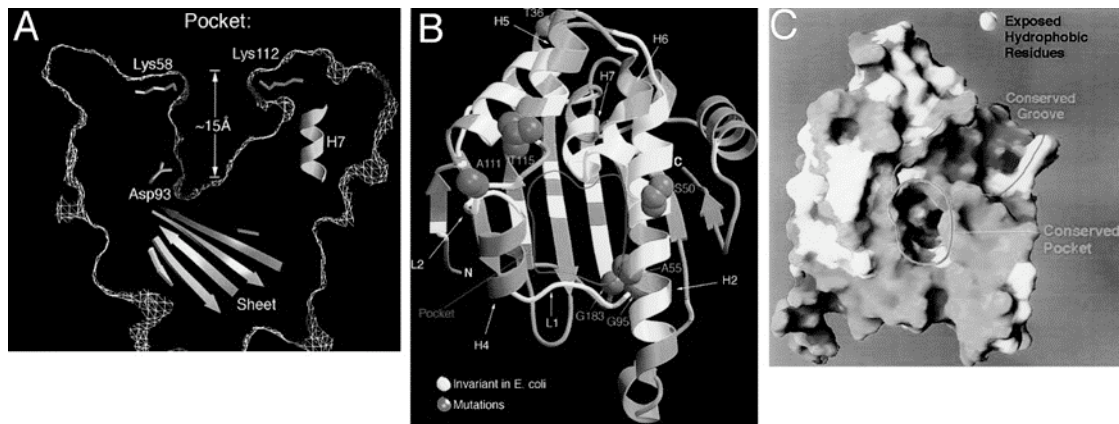 A
Pocket:
Lys58
Lys112
~15Å
H7
Asp93
Sheet
B
H5
T36
H6
H7
A111
T115
C
S50
L2
N
A55
Pocket
H2
G183
G95
L1
H4
Invariant in E. coli
Mutations
C
Exposed
Hydrophobic
Residues
Conserved
Groove
Conserved
Pocket